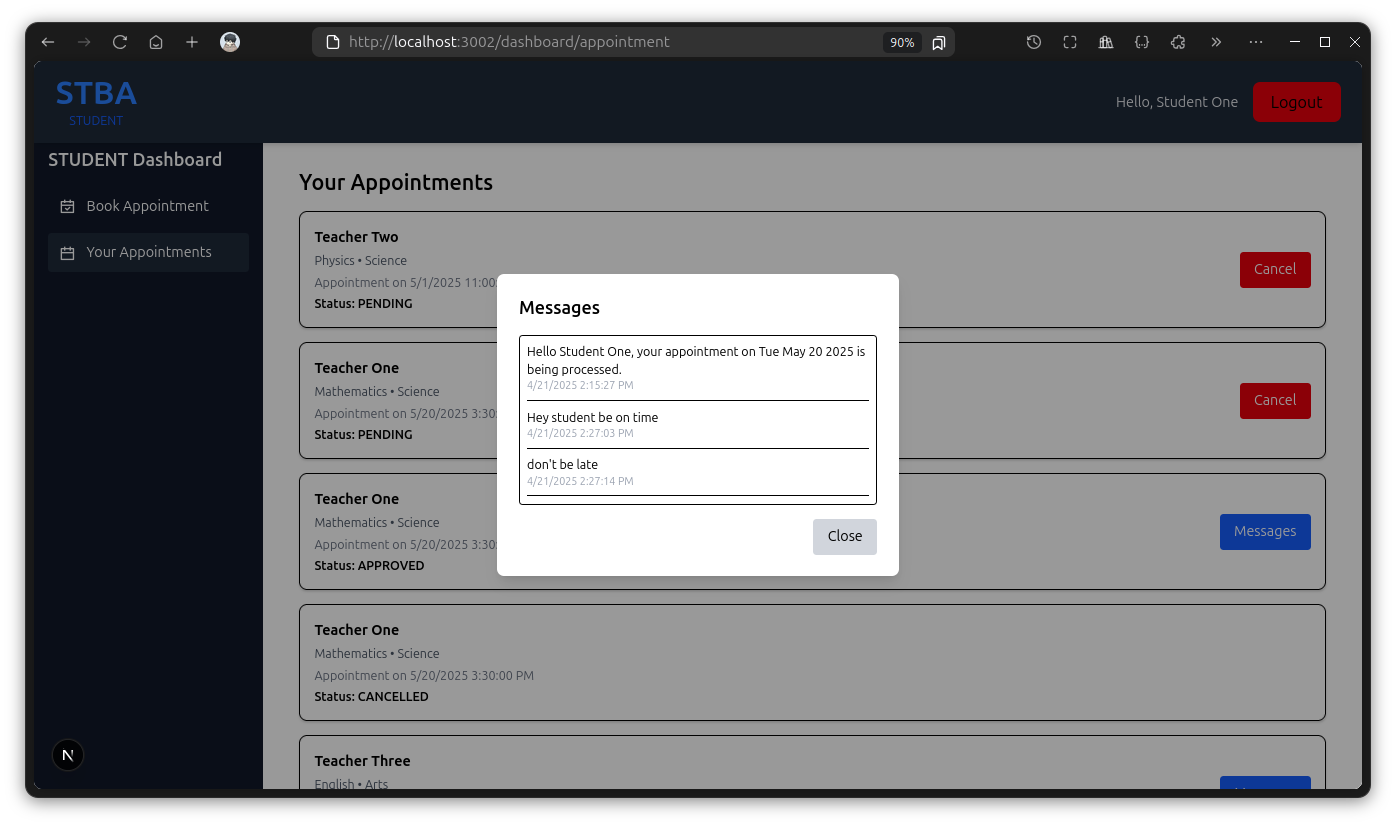 http://localhost:3002/dashboard/appointment
90%
STBA
STUDENT
Hello, Student One
Logout
STUDENT Dashboard
Book Appointment
Your Appointments
Your Appointments
Teacher Two
Physics • Science
Appointment on 5/1/2025 11:00:
Status: PENDING
Cancel
Teacher One
Mathematics • Science
Appointment on 5/20/2025 3:30:
Status: PENDING
Cancel
Teacher One
Mathematics • Science
Appointment on 5/20/2025 3:30:
Status: APPROVED
Messages
Messages
Hello Student One, your appointment on Tue May 20 2025 is
being processed.
4/21/2025 2:15:27 PM
Hey student be on time
4/21/2025 2:27:03 PM
don't be late
4/21/2025 2:27:14 PM
Close
Teacher One
Mathematics • Science
Appointment on 5/20/2025 3:30:00 PM
Status: CANCELLED
Teacher Three
English • Arts
N